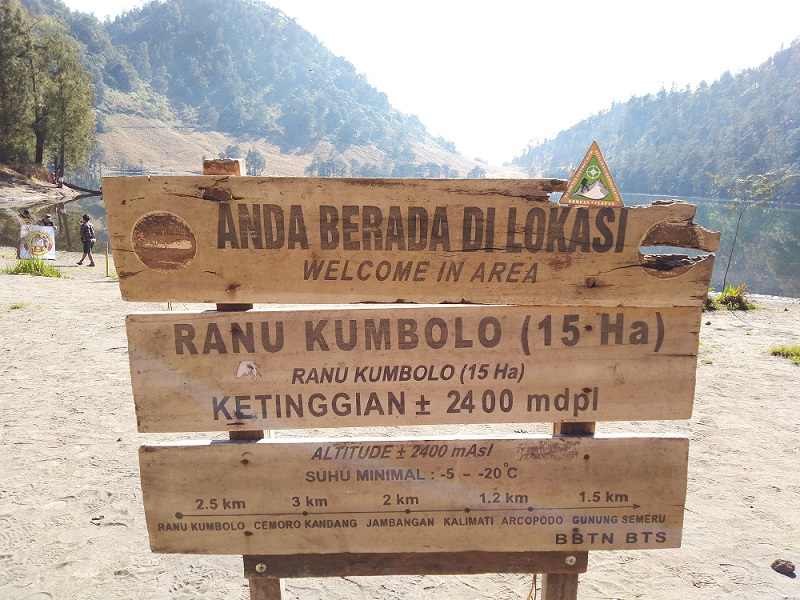 ANDA BERADA DI LOKASI
WELCOME IN AREA
RANU KUMBOLO (15 Ha)
RANU KUMBOLO (15 Ha)
KETINGGIAN ± 2400 mdpl
ALTITUDE ± 2400 mAsl
SUHU MINIMAL : -5 – -20°C
2.5 km 3 km 2 km 1.2 km 1.5 km
RANU KUMBOLO CEMORO KANDANG JAMBANGAN KALIMATI ARCOPODO GUNUNG SEMERU
BBTN BTS